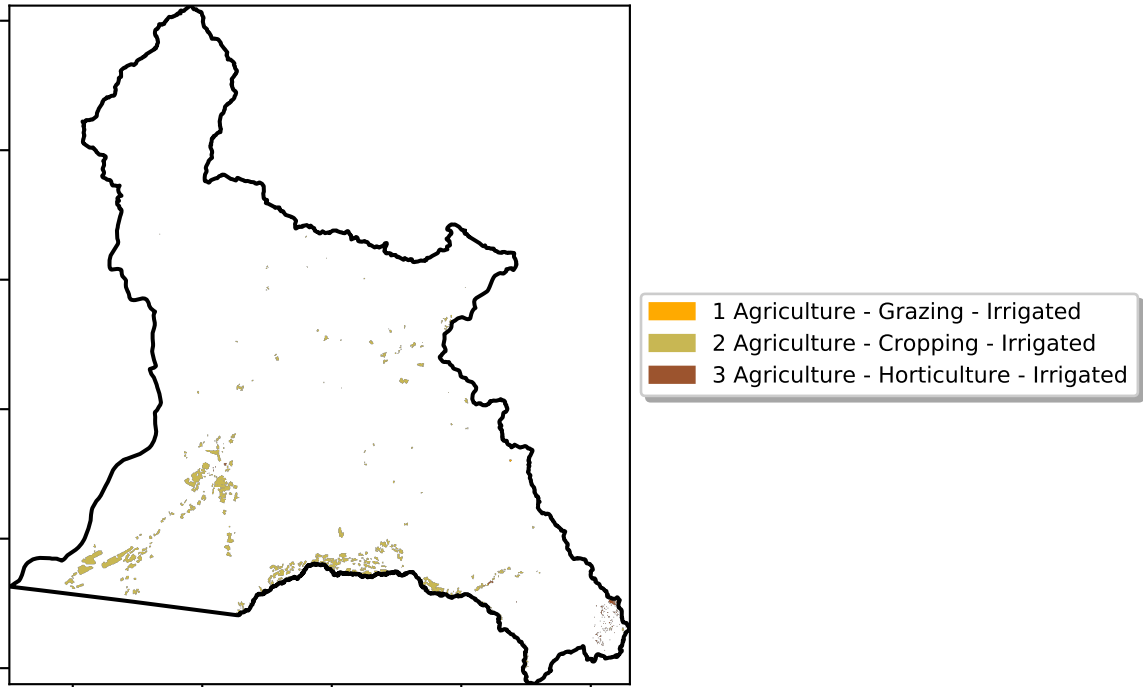 1 Agriculture - Grazing - Irrigated
2 Agriculture - Cropping - Irrigated
3 Agriculture - Horticulture - Irrigated